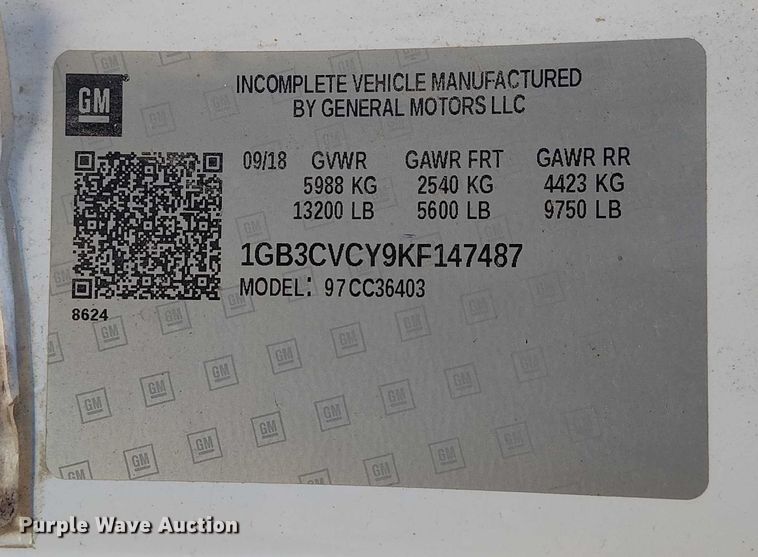 GM
INCOMPLETE VEHICLE MANUFACTURED
BY GENERAL MOTORS LLC
09/18 GVWR GAWR FRT GAWR RR
5988 KG 2540 KG 4423 KG
13200 LB 5600 LB 9750 LB
1GB3CVCY9KF147487
MODEL: 97CC36403
8624
Purple Wave Auction